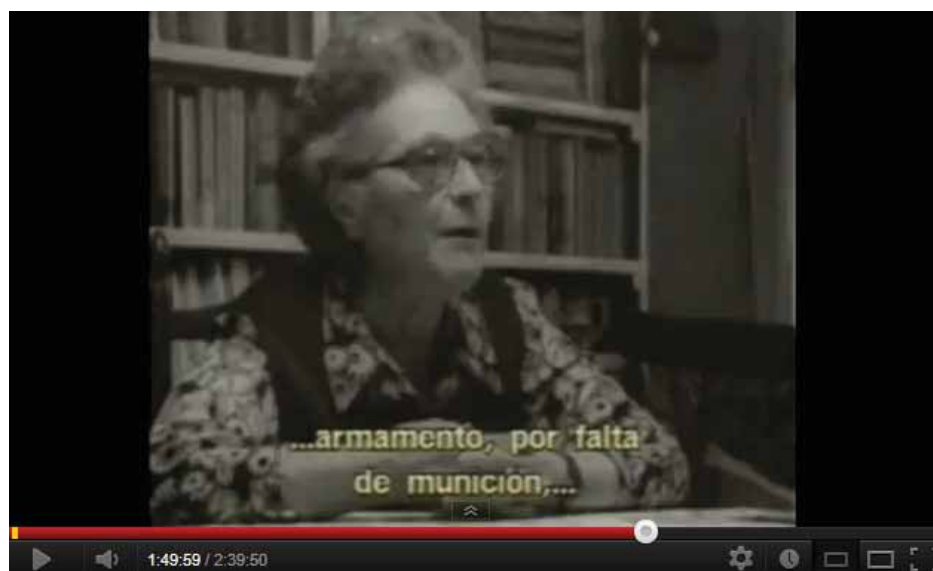 ...armamento, por falta
de munición,...
1:49:59 / 2:39:50